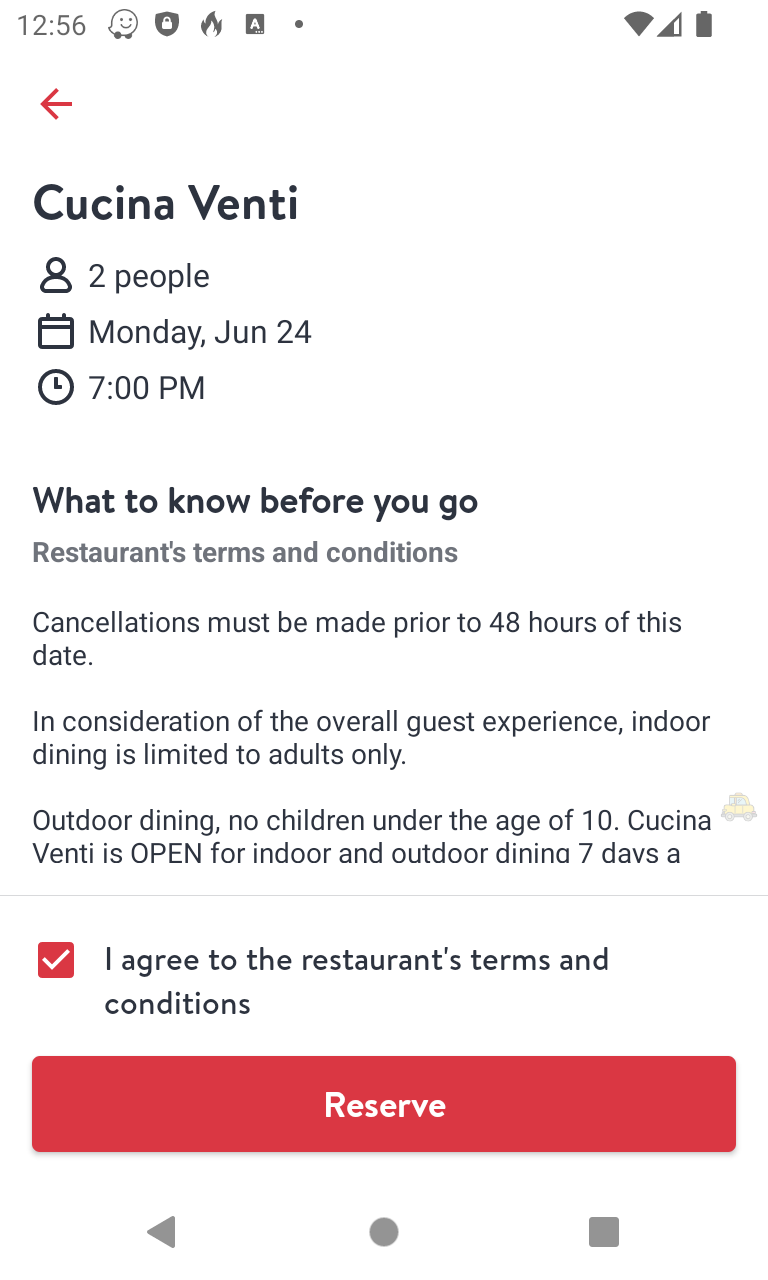 12:56
Cucina Venti
2 people
Monday, Jun 24
7:00 PM
What to know before you go
Restaurant's terms and conditions
Cancellations must be made prior to 48 hours of this
date.
In consideration of the overall guest experience, indoor
dining is limited to adults only.
Outdoor dining, no children under the age of 10. Cucina
Venti is OPEN for indoor and outdoor dining 7 days a
I agree to the restaurant's terms and
conditions
Reserve